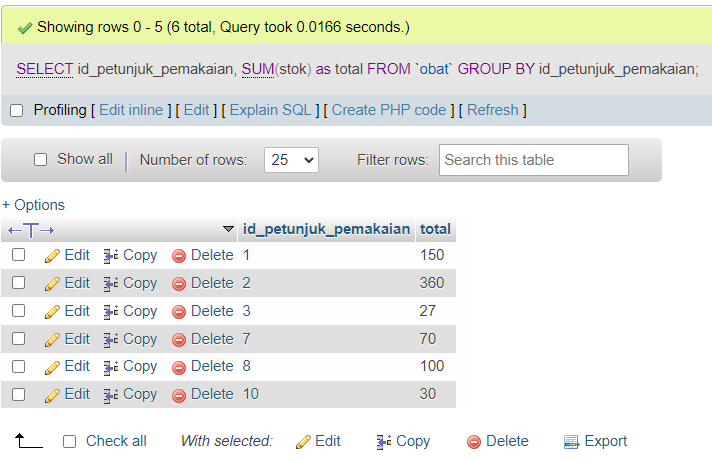 Showing rows 0 - 5 (6 total, Query took 0.0166 seconds.)
SELECT id_petunjuk_pemakaian, SUM(stok) as total FROM `obat` GROUP BY id_petunjuk_pemakaian;
Profiling [ Edit inline ] [ Edit ] [ Explain SQL ] [ Create PHP code ] [ Refresh ]
Show all Number of rows: 25 Filter rows: Search this table
+ Options
id_petunjuk_pemakaian total
Edit Copy Delete 1 150
Edit Copy Delete 2 360
Edit Copy Delete 3 27
Edit Copy Delete 7 70
Edit Copy Delete 8 100
Edit Copy Delete 10 30
Check all With selected: Edit Copy Delete Export